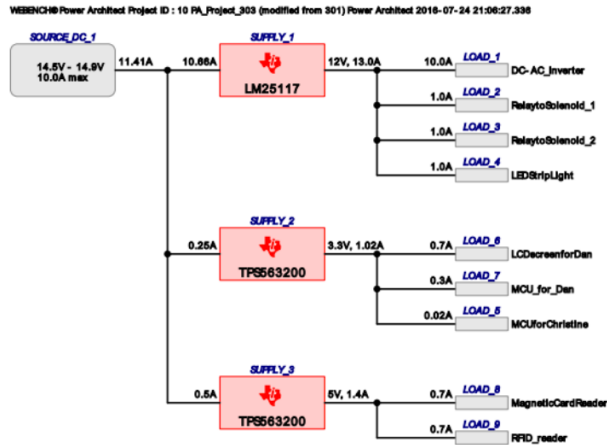 WEBENCH® Power Architect Project ID : 10 PA_Project_303 (modified from 301) Power Architect 2016-07-24 21:06:27.336
SOURCE_DC_1
14.5V - 14.9V
10.0A max
11.41A
SUPPLY_1
10.66A
LM25117
12V, 13.0A
10.0A
LOAD_1
DC-AC_Inverter
1.0A
LOAD_2
RelaytoSolenoid_1
1.0A
LOAD_3
RelaytoSolenoid_2
1.0A
LOAD_4
LEDStripLight
SUPPLY_2
0.25A
TPS563200
3.3V, 1.02A
0.7A
LOAD_6
LCDscreenforDan
0.3A
LOAD_7
MCU_for_Dan
0.02A
LOAD_5
MCUforChristine
SUPPLY_3
0.5A
TPS563200
5V, 1.4A
0.7A
LOAD_8
MagneticCardReader
0.7A
LOAD_9
RFID_reader